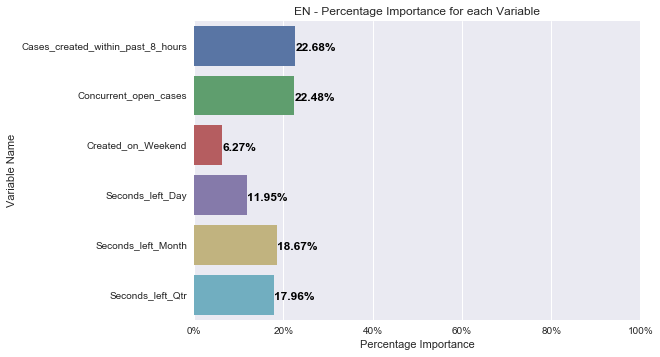 EN - Percentage Importance for each Variable
Variable Name
Cases_created_within_past_8_hours
22.68%
Concurrent_open_cases
22.48%
Created_on_Weekend
6.27%
Seconds_left_Day
11.95%
Seconds_left_Month
18.67%
Seconds_left_Qtr
17.96%
0% 20% 40% 60% 80% 100%
Percentage Importance